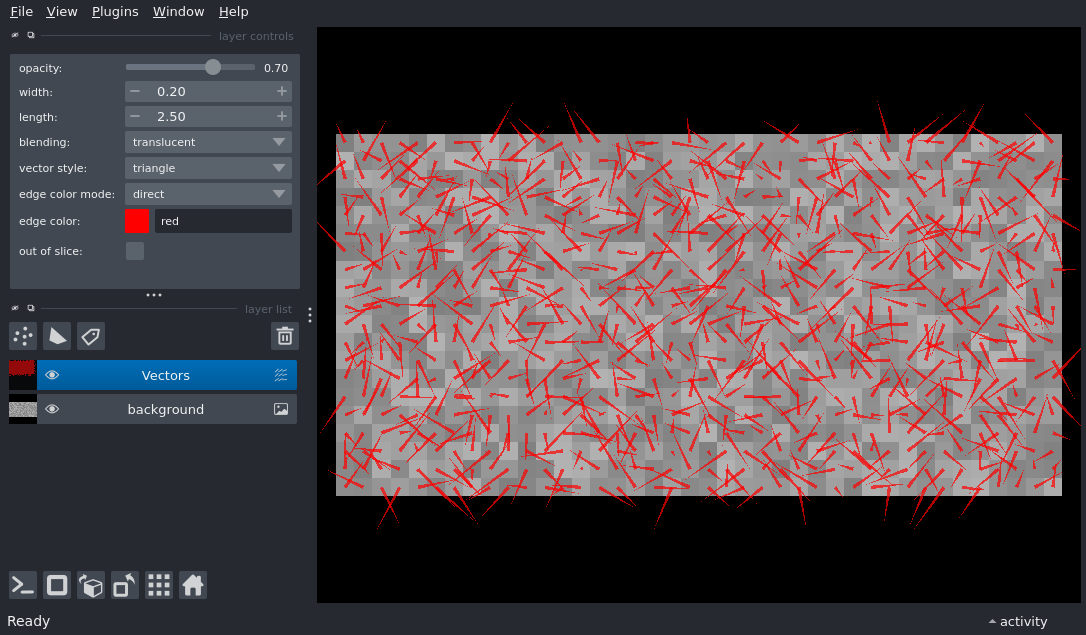 File View Plugins Window Help
layer controls
opacity: 0.70
width: 0.20
length: 2.50
blending: translucent
vector style: triangle
edge color mode: direct
edge color: red
out of slice:
layer list
Vectors
background
Ready
activity